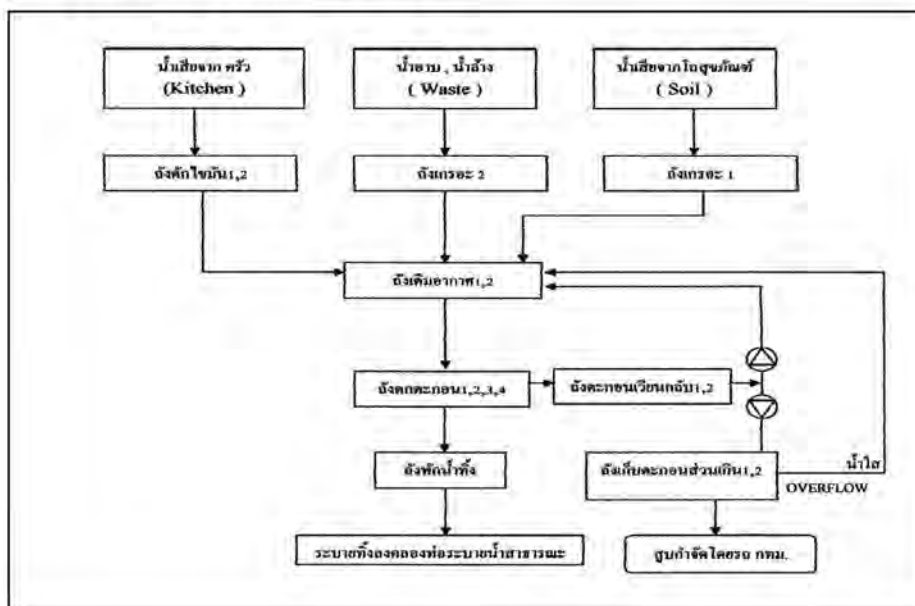 น้ำเสียจาก ครัว
(Kitchen)
น้ำอาบ , น้ำล้าง
( Waste )
น้ำเสียจากโถสุขภัณฑ์
( Soil )
ถังดักไขมัน1,2
ถังเกรอะ 2
ถังเกรอะ 1
ถังเติมอากาศ1,2
ถังตกตะกอน1,2,3,4
ถังตะกอนเวียนกลับ1,2
ถังพักน้ำทิ้ง
ถังเก็บตะกอนส่วนเกิน1,2
น้ำใส
OVERFLOW
ระบายทิ้งลงคลองท่อระบายน้ำสาธารณะ
สูบกำจัดโดยรถ กทม.